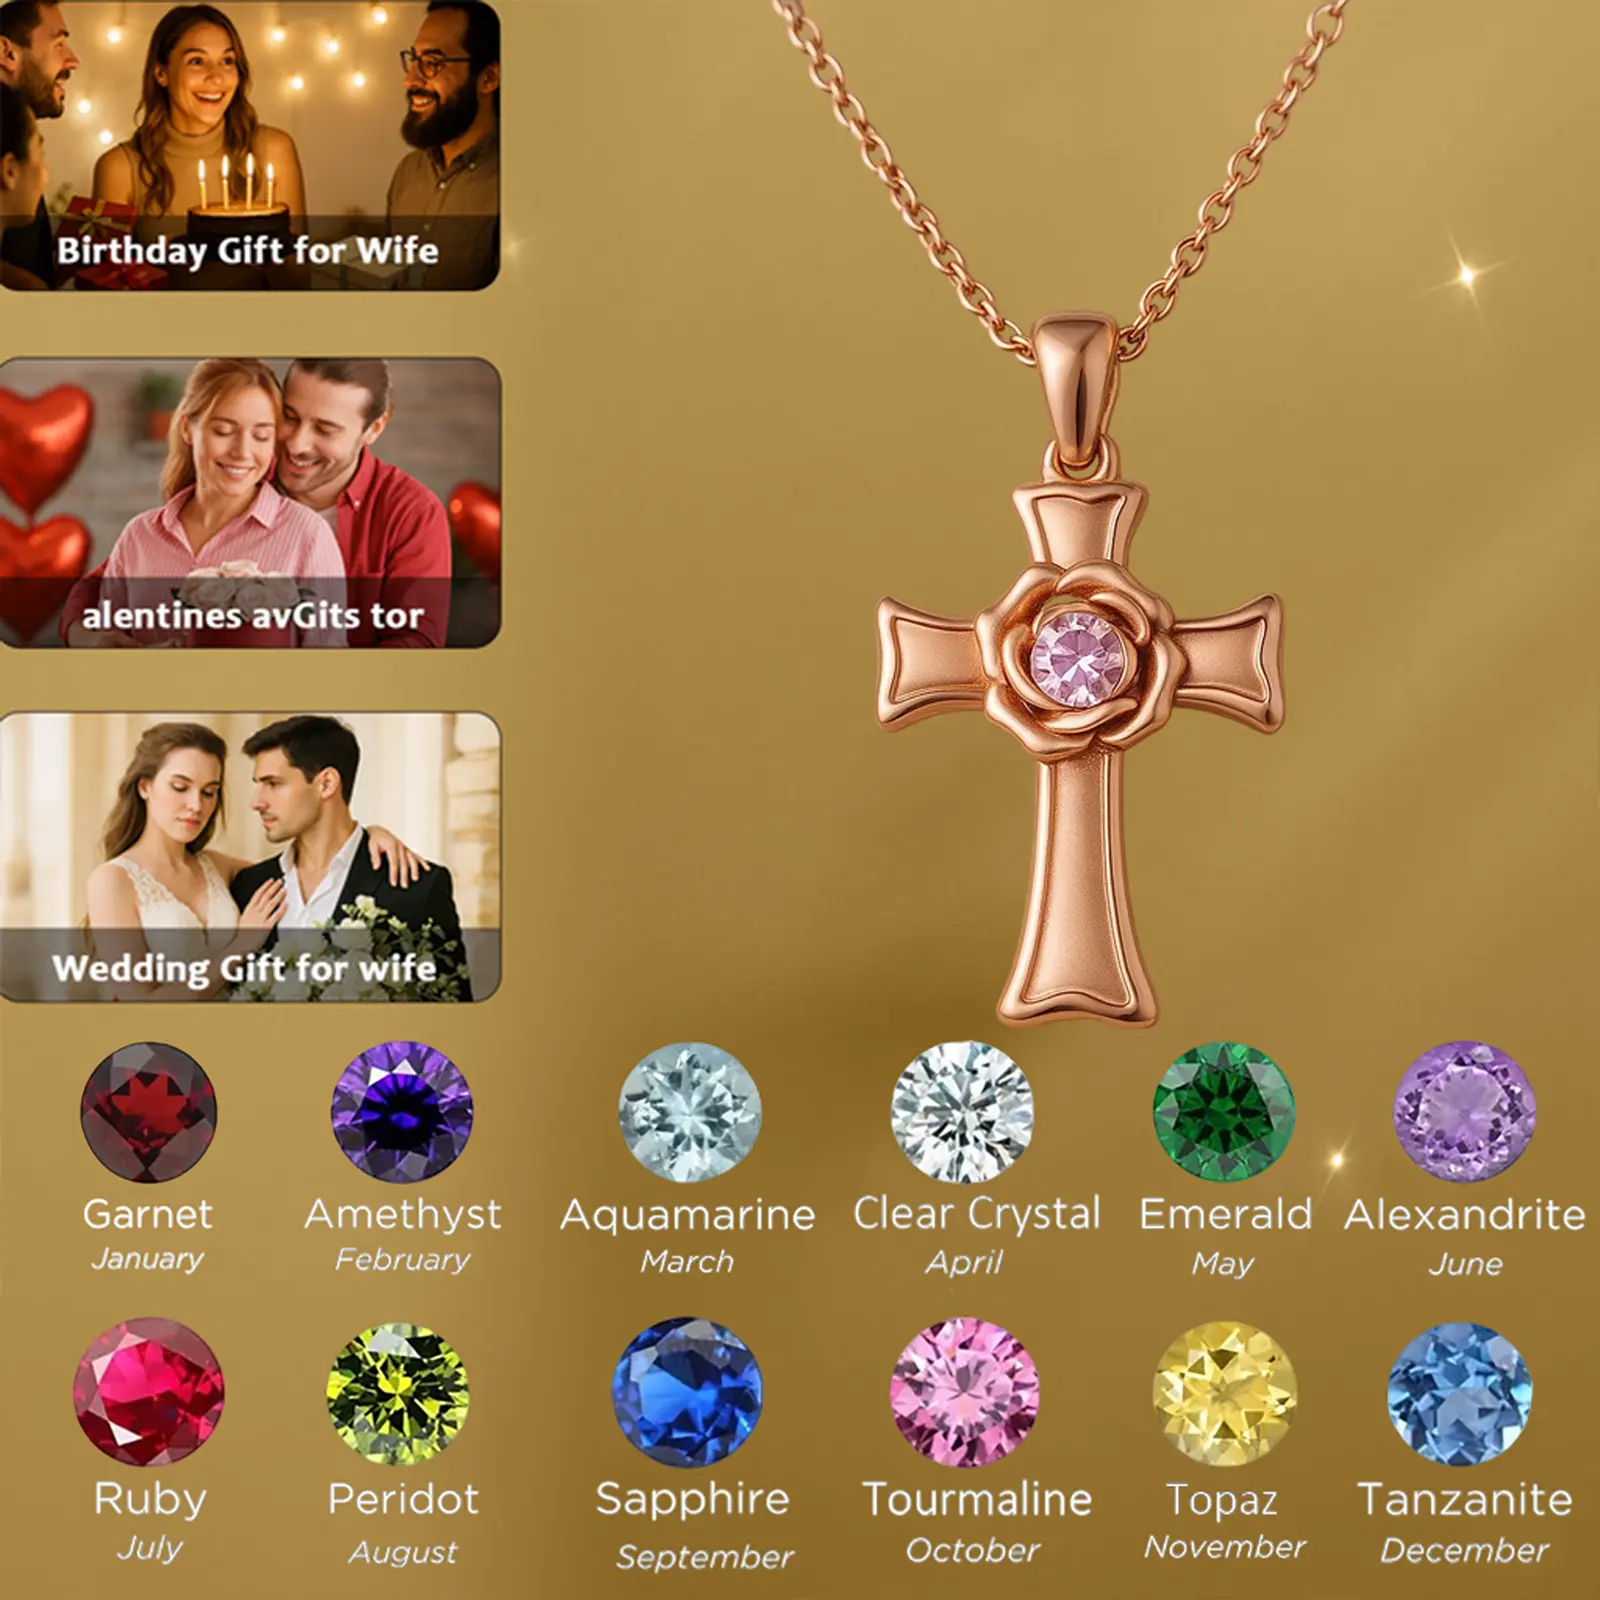 Birthday Gift for Wife
alentines avGits tor
Wedding Gift for wife
Garnet
January
Amethyst
February
Aquamarine
March
Clear Crystal
April
Emerald
May
Alexandrite
June
Ruby
July
Peridot
August
Sapphire
September
Tourmaline
October
Topaz
November
Tanzanite
December